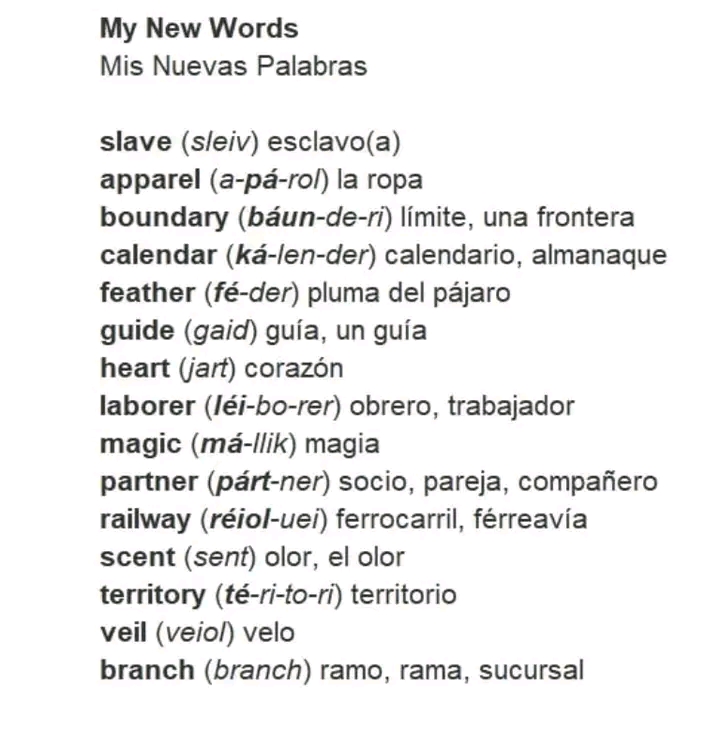 My New Words
Mis Nuevas Palabras
slave (sleiv) esclavo(a)
apparel (a-pá-rol) la ropa
boundary (báun-de-ri) límite, una frontera
calendar (ká-len-der) calendario, almanaque
feather (fé-der) pluma del pájaro
guide (gaid) guía, un guía
heart (jart) corazón
laborer (léi-bo-rer) obrero, trabajador
magic (má-llik) magia
partner (párt-ner) socio, pareja, compañero
railway (réiol-uei) ferrocarril, férreavía
scent (sent) olor, el olor
territory (té-ri-to-ri) territorio
veil (veiol) velo
branch (branch) ramo, rama, sucursal